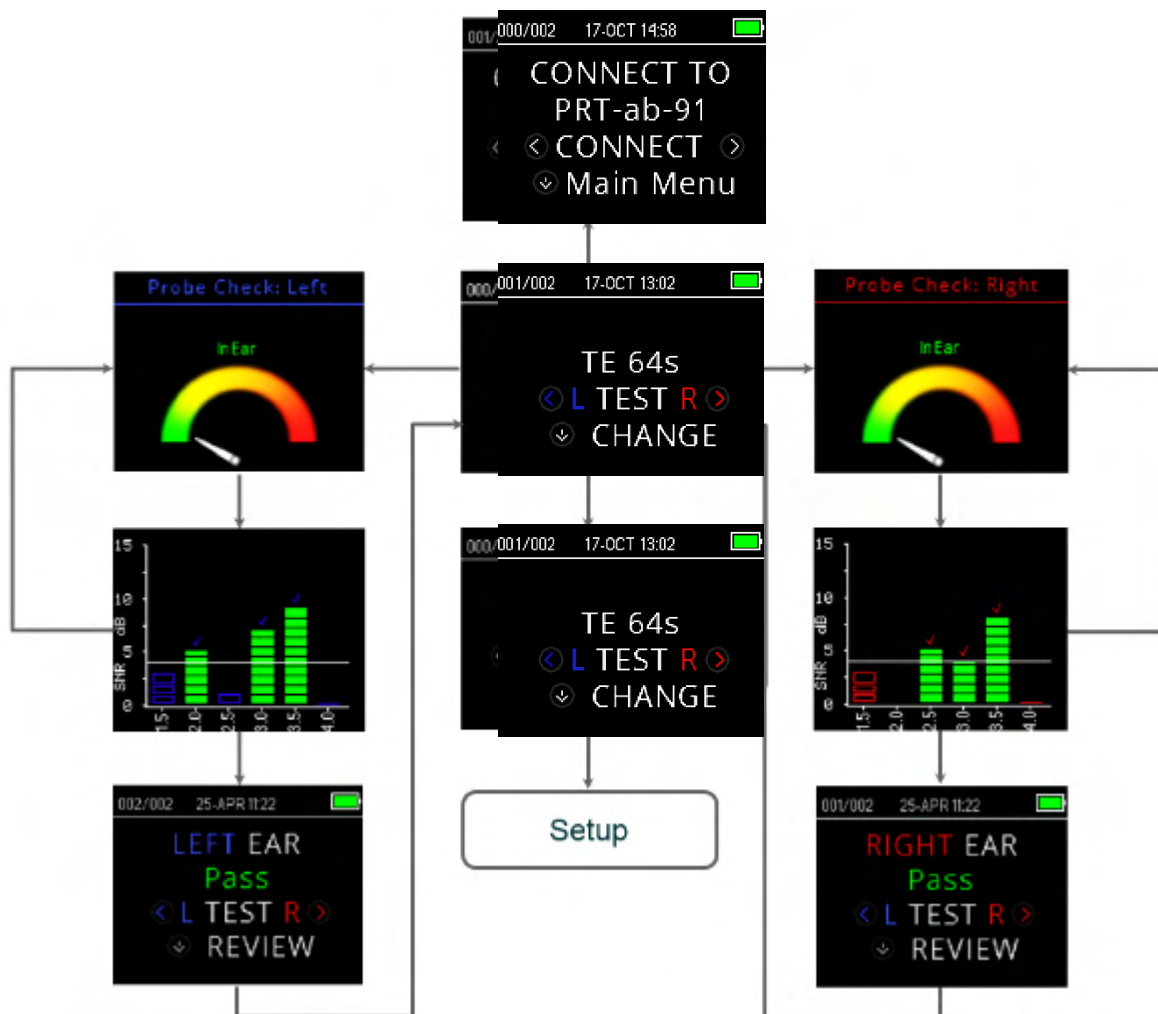 001/
000/002 17-OCT 14:58
CONNECT TO
PRT-ab-91
CONNECT
Main Menu
Probe Check: Left
In Ear
000/
001/002 17-OCT 13:02
TE 64s
L TEST R
CHANGE
Probe Check: Right
In Ear
15
10
5
0
SNR dB
1.5 2.0 2.5 3.0 3.5 4.0
000/
001/002 17-OCT 13:02
TE 64s
L TEST R
CHANGE
15
10
5
0
SNR dB
1.5 2.0 2.5 3.0 3.5 4.0
002/002 25-APR 11:22
LEFT EAR
Pass
L TEST R
REVIEW
Setup
001/002 25-APR 11:22
RIGHT EAR
Pass
L TEST R
REVIEW